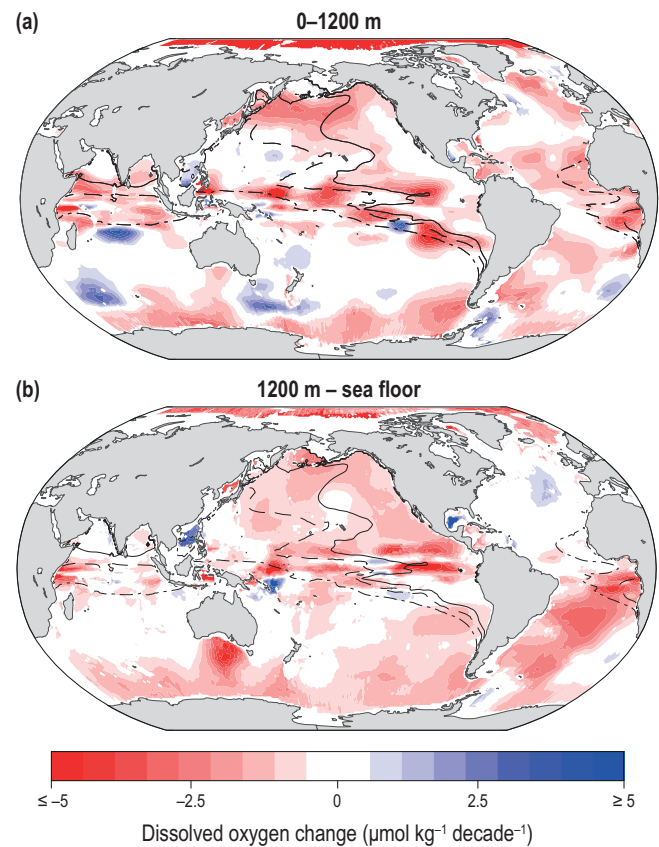 (a)
0–1200 m
(b)
1200 m – sea floor
≤ −5
−2.5
0
2.5
≥ 5
Dissolved oxygen change (µmol kg⁻¹ decade⁻¹)